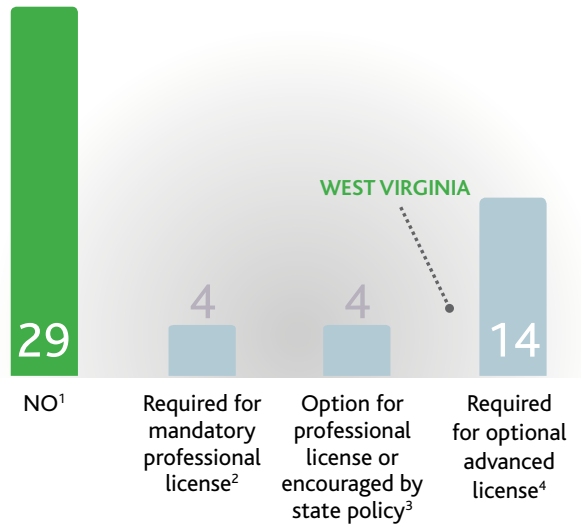 WEST VIRGINIA
29
4
4
14
NO¹
Required for
mandatory
professional
license²
Option for
professional
license or
encouraged by
state policy³
Required
for optional
advanced
license⁴